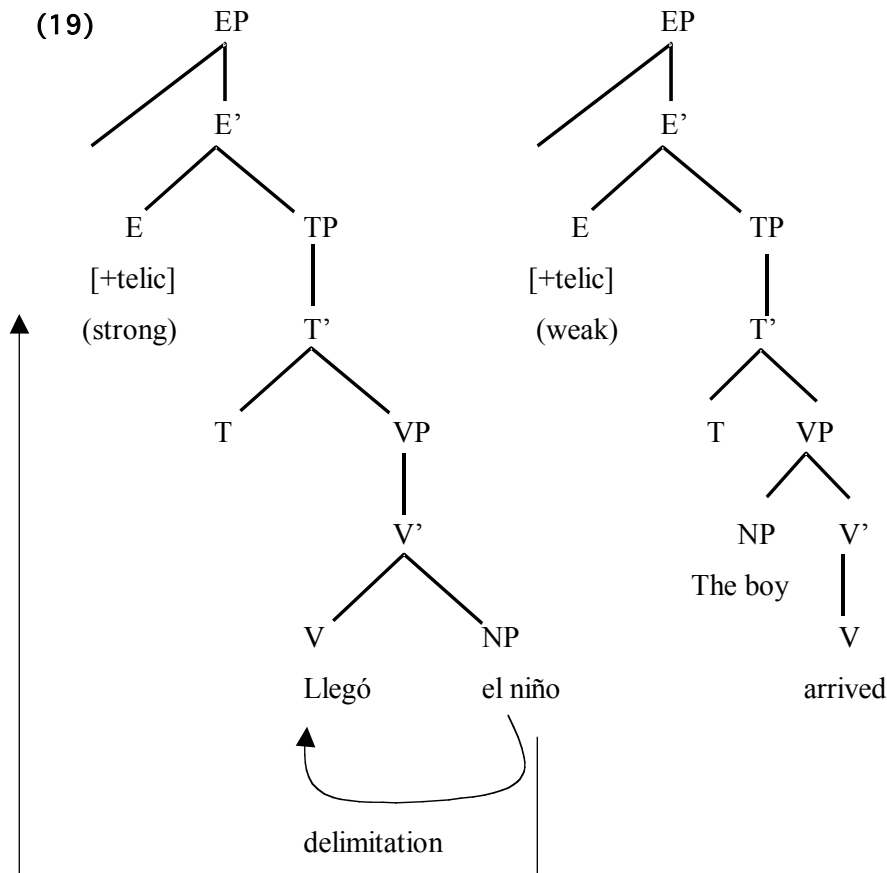 (19) EP EP
E’ E’
E TP E TP
[+telic] [+telic]
(strong) T’ (weak) T’
T VP T VP
V’ NP V’
The boy
V NP V
Llegó el niño arrived
delimitation